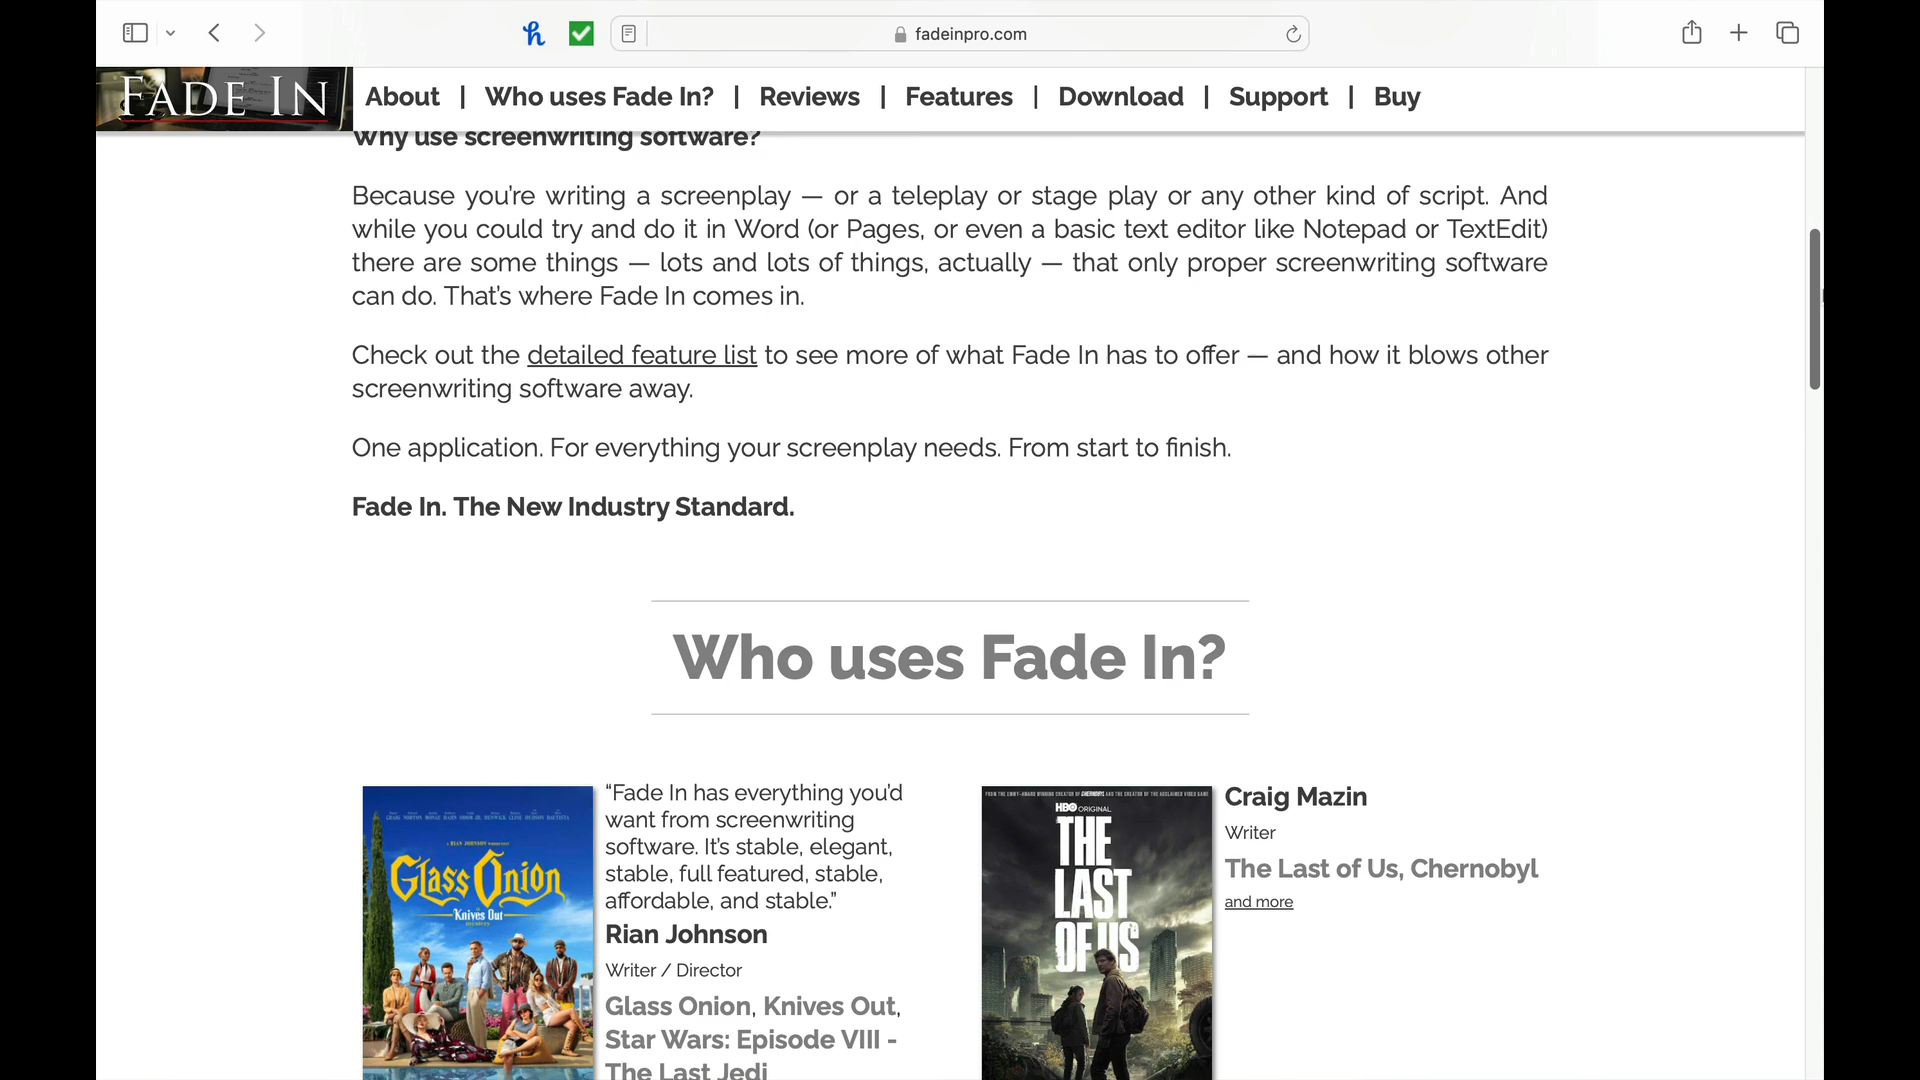 fadeinpro.com
FADE IN
About | Who uses Fade In? | Reviews | Features | Download | Support | Buy
Why use screenwriting software?
Because you're writing a screenplay — or a teleplay or stage play or any other kind of script. And
while you could try and do it in Word (or Pages, or even a basic text editor like Notepad or TextEdit)
there are some things — lots and lots of things, actually — that only proper screenwriting software
can do. That's where Fade In comes in.
Check out the detailed feature list to see more of what Fade In has to offer — and how it blows other
screenwriting software away.
One application. For everything your screenplay needs. From start to finish.
Fade In. The New Industry Standard.
Who uses Fade In?
Glass Onion
Knives Out
“Fade In has everything you'd
want from screenwriting
software. It's stable, elegant,
stable, full featured, stable,
affordable, and stable.”
Rian Johnson
Writer / Director
Glass Onion, Knives Out,
Star Wars: Episode VIII -
The Last Jedi
HBO ORIGINAL
THE
LAST
OF US
Craig Mazin
Writer
The Last of Us, Chernobyl
and more